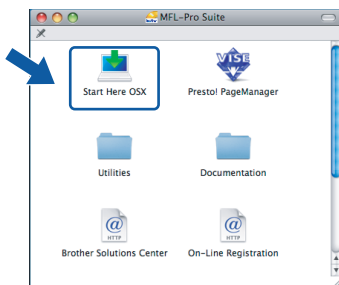 MFL-Pro Suite
Start Here OSX
VISE
Presto! PageManager
Utilities
Documentation
@
HTTP
@
HTTP
Brother Solutions Center
On-Line Registration